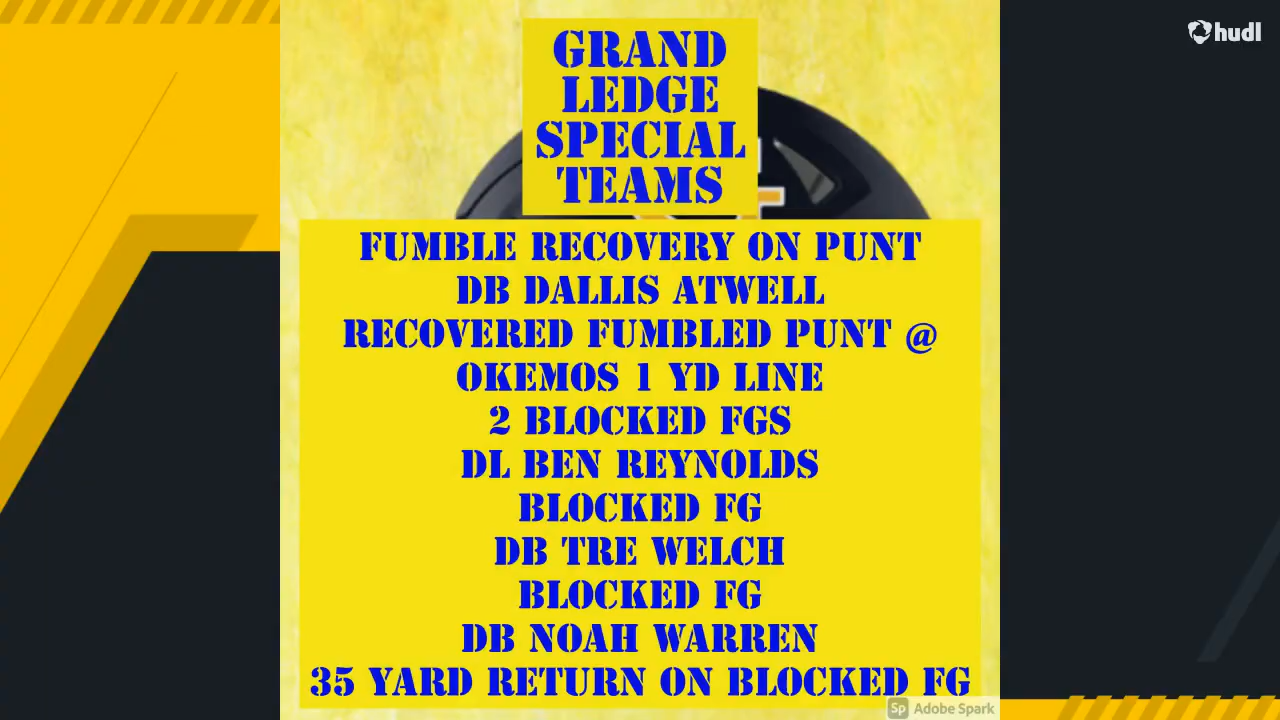 hudl
GRAND
LEDGE
SPECIAL
TEAMS
FUMBLE RECOVERY ON PUNT
DB DALLIS ATWELL
RECOVERED FUMBLED PUNT @
OKEMOS 1 YD LINE
2 BLOCKED FGS
DL BEN REYNOLDS
BLOCKED FG
DB TRE WELCH
BLOCKED FG
DB NOAH WARREN
35 YARD RETURN ON BLOCKED FG
Sp Adobe Spark